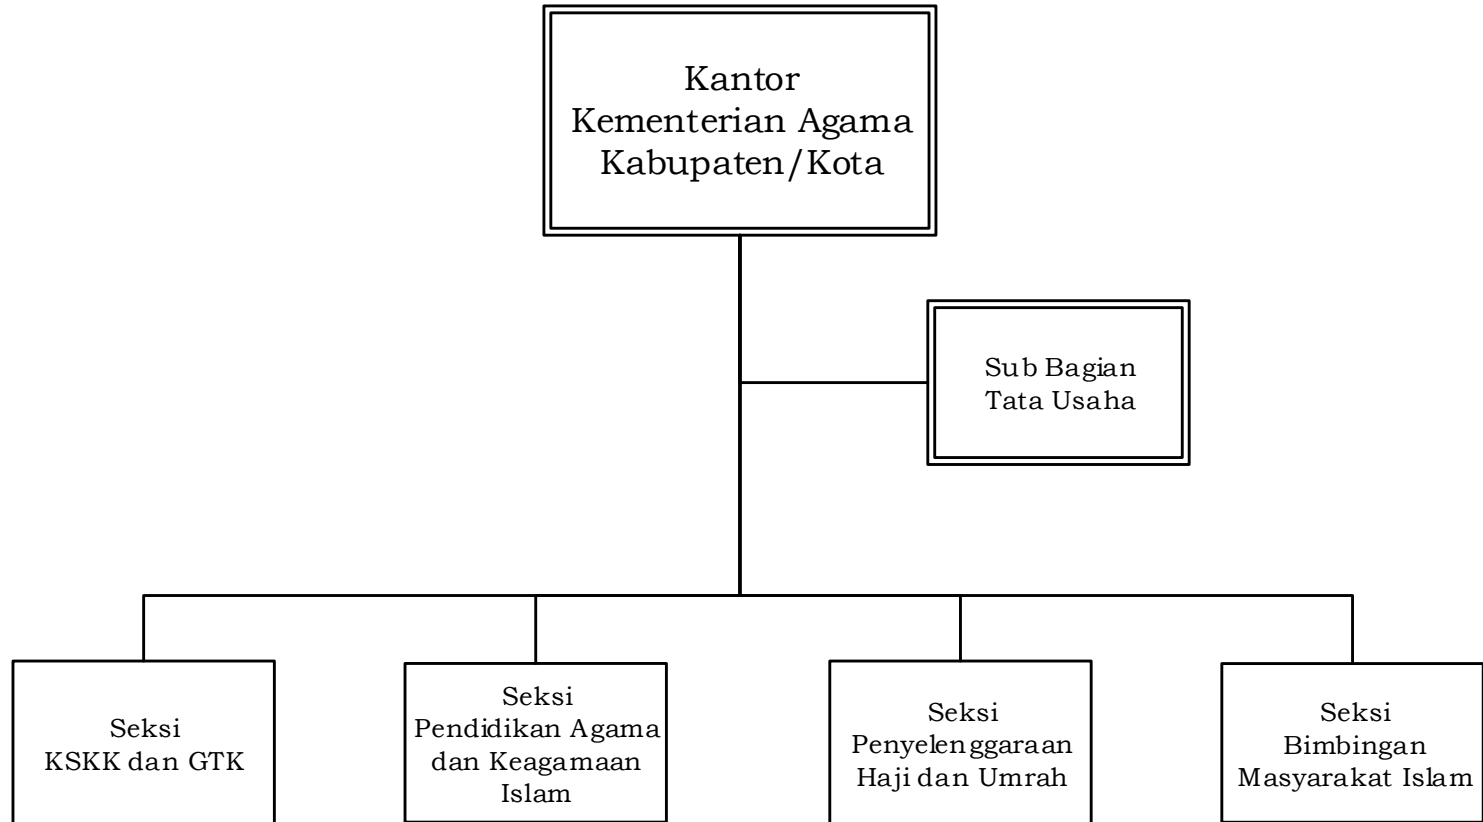 Kantor
Kementerian Agama
Kabupaten/Kota
Sub Bagian
Tata Usaha
Seksi
KSKK dan GTK
Seksi
Pendidikan Agama
dan Keagamaan
Islam
Seksi
Penyelenggaraan
Haji dan Umrah
Seksi
Bimbingan
Masyarakat Islam